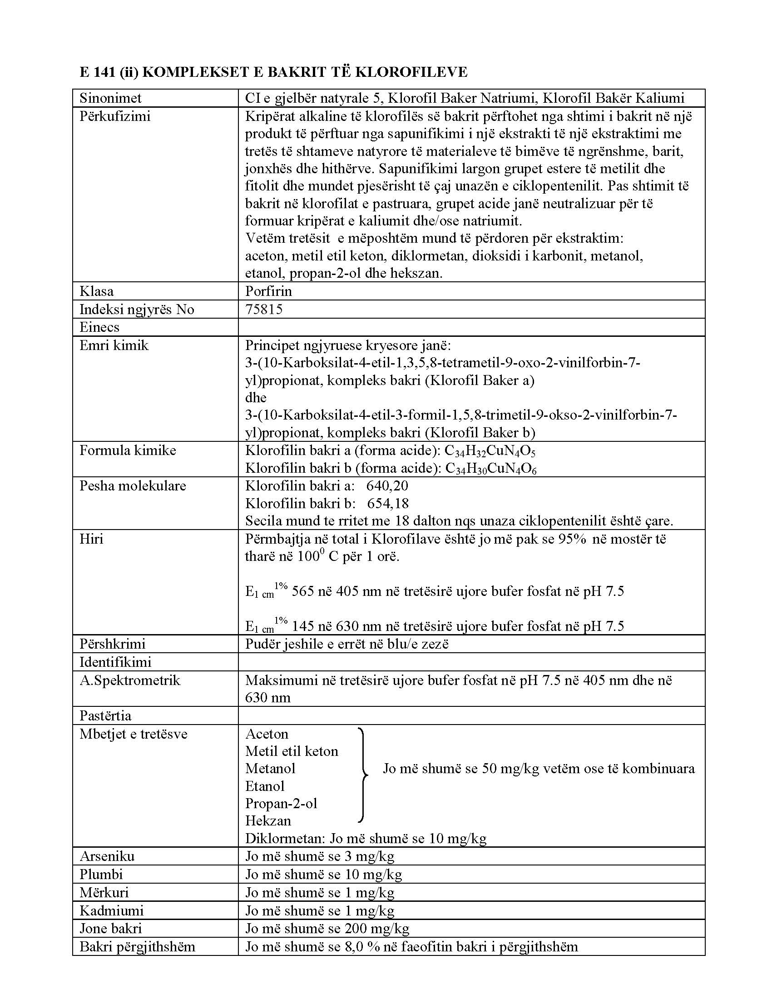 E 141 (ii) KOMPLEKSET E BAKRIT TË KLOROFILEVE
Sinonimet CI e gjelbër natyrale 5, Klorofil Baker Natriumi, Klorofil Bakër Kaliumi
Përkufizimi Kripërat alkaline të klorofilës së bakrit përftohet nga shtimi i bakrit në një
produkt të përftuar nga sapunifikimi i një ekstrakti të një ekstraktimi me
tretës të shtameve natyrore të materialeve të bimëve të ngrënshme, barit,
jonxhës dhe hithërve. Sapunifikimi largon grupet estere të metilit dhe
fitolit dhe mundet pjesërisht të çaj unazën e ciklopentenilit. Pas shtimit të
bakrit në klorofilat e pastruara, grupet acide janë neutralizuar për të
formuar kripërat e kaliumit dhe/ose natriumit.
Vetëm tretësit e mëposhtëm mund të përdoren për ekstraktim:
aceton, metil etil keton, diklormetan, dioksidi i karbonit, metanol,
etanol, propan-2-ol dhe hekszan.
Klasa Porfirin
Indeksi ngjyrës No 75815
Einecs
Emri kimik Principet ngjyruese kryesore janë:
3-(10-Karboksilat-4-etil-1,3,5,8-tetrametil-9-oxo-2-vinilforbin-7-
yl)propionat, kompleks bakri (Klorofil Baker a)
dhe
3-(10-Karboksilat-4-etil-3-formil-1,5,8-trimetil-9-okso-2-vinilforbin-7-
yl)propionat, kompleks bakri (Klorofil Baker b)
Formula kimike Klorofilin bakri a (forma acide): C₃₄H₃₂CuN₄O₅
Klorofilin bakri b (forma acide): C₃₄H₃₀CuN₄O₆
Pesha molekulare Klorofilin bakri a: 640,20
Klorofilin bakri b: 654,18
Secila mund te rritet me 18 dalton nqs unaza ciklopentenilit është çare.
Hiri Përmbajtja në total i Klorofilave është jo më pak se 95% në mostër të
tharë në 100⁰ C për 1 orë.
E1 cm 1% 565 në 405 nm në tretësirë ujore bufer fosfat në pH 7.5
E1 cm 1% 145 në 630 nm në tretësirë ujore bufer fosfat në pH 7.5
Përshkrimi Pudër jeshile e errët në blu/e zezë
Identifikimi
A.Spektrometrik Maksimumi në tretësirë ujore bufer fosfat në pH 7.5 në 405 nm dhe në
630 nm
Pastërtia
Mbetjet e tretësve Aceton
Metil etil keton
Metanol Jo më shumë se 50 mg/kg vetëm ose të kombinuara
Etanol
Propan-2-ol
Hekzan
Diklormetan: Jo më shumë se 10 mg/kg
Arseniku Jo më shumë se 3 mg/kg
Plumbi Jo më shumë se 10 mg/kg
Mërkuri Jo më shumë se 1 mg/kg
Kadmiumi Jo më shumë se 1 mg/kg
Jone bakri Jo më shumë se 200 mg/kg
Bakri përgjithshëm Jo më shumë se 8,0 % në faeofitin bakri i përgjithshëm